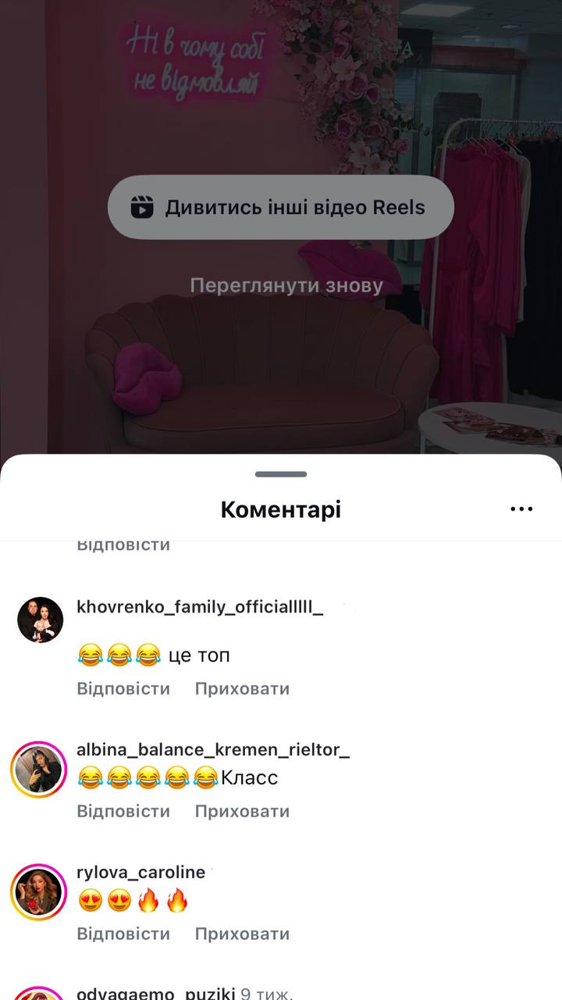 Ні в чому собі
не відмовляй
Дивитись інші відео Reels
Переглянути знову
Коментарі
Відповісти
khovrenko_family_officialllll_
😂😂😂 це топ
Відповісти Приховати
albina_balance_kremen_rieltor_
😂😂😂😂😂Класс
Відповісти Приховати
rylova_caroline
😍😍🔥🔥
Відповісти Приховати
odyagaemo_puziki 9 тиж.